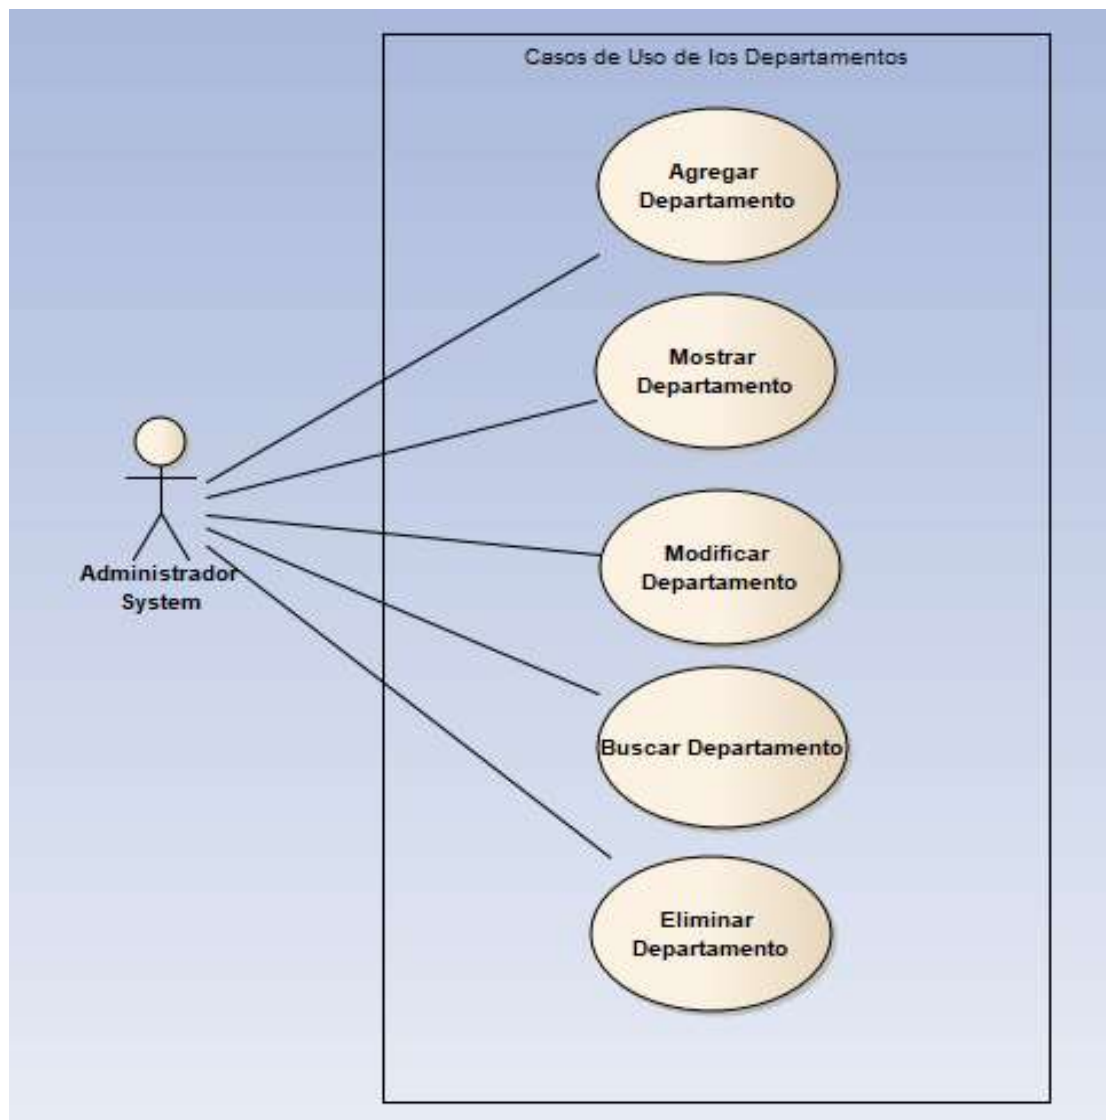 Casos de Uso de los Departamentos
Agregar
Departamento
Mostrar
Departamento
Modificar
Departamento
Buscar Departamento
Eliminar
Departamento
Administrador
System